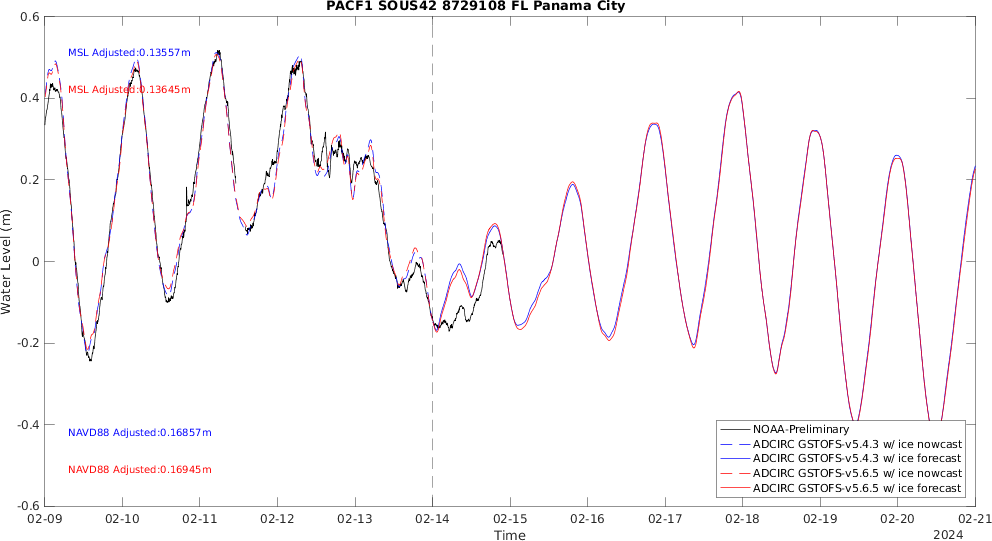 PACF1 SOUS42 8729108 FL Panama City
MSL Adjusted:0.13557m
MSL Adjusted:0.13645m
NAVD88 Adjusted:0.16857m
NAVD88 Adjusted:0.16945m
Water Level (m)
0.6
0.4
0.2
0
-0.2
-0.4
-0.6
NOAA-Preliminary
ADCIRC GSTOFS-v5.4.3 w/ ice nowcast
ADCIRC GSTOFS-v5.4.3 w/ ice forecast
ADCIRC GSTOFS-v5.6.5 w/ ice nowcast
ADCIRC GSTOFS-v5.6.5 w/ ice forecast
02-09 02-10 02-11 02-12 02-13 02-14 02-15 02-16 02-17 02-18 02-19 02-20 02-21
Time
2024